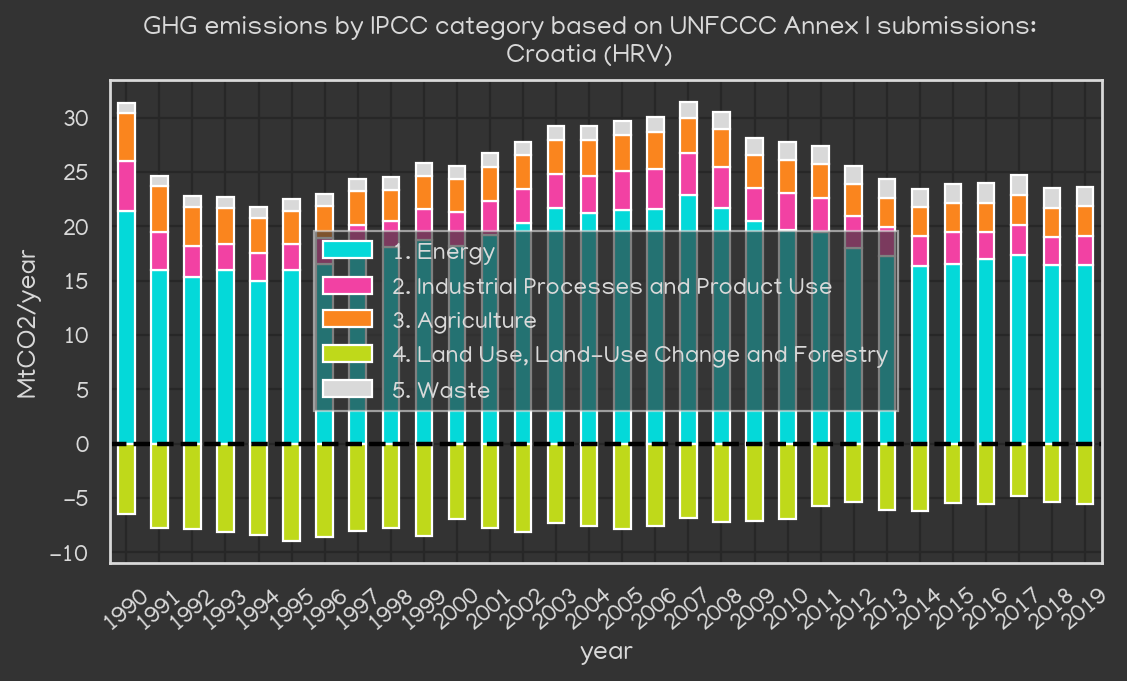 GHG emissions by IPCC category based on UNFCCC Annex I submissions:
Croatia (HRV)
MtCO2/year
30
25
20
15
10
5
0
−5
−10
1. Energy
2. Industrial Processes and Product Use
3. Agriculture
4. Land Use, Land-Use Change and Forestry
5. Waste
1990 1991 1992 1993 1994 1995 1996 1997 1998 1999 2000 2001 2002 2003 2004 2005 2006 2007 2008 2009 2010 2011 2012 2013 2014 2015 2016 2017 2018 2019
year